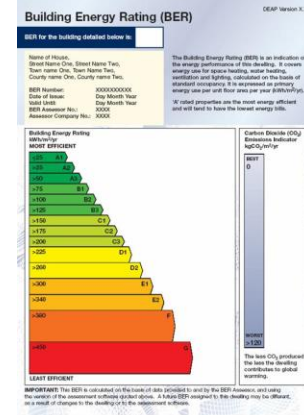 DEAP Version X.
Building Energy Rating (BER)
BER for the building detailed below is:
Name of House,
Street Name One, Street Name Two,
Town name One, Town Name Two,
County name One, County name Two,
BER Number: XXXXXXXXXX
Date of Issue: Day Month Year
Valid Until: Day Month Year
BER Assessor No.: XXXX
Assessor Company No.: XXXX
The Building Energy Rating (BER) is an indication of
the energy performance of this dwelling. It covers
energy use for space heating, water heating,
ventilation and lighting, calculated on the basis of
standard occupancy. It is expressed as primary
energy use per unit floor area per year (kWh/m²/yr).
'A' rated properties are the most energy efficient
and will tend to have the lowest energy bills.
Building Energy Rating
kWh/m²/yr
MOST EFFICIENT
≤25 A1
>25 A2
>50 A3
>75 B1
>100 B2
>125 B3
>150 C1
>175 C2
>200 C3
>225 D1
>260 D2
>300 E1
>340 E2
>380 F
>450 G
LEAST EFFICIENT
Carbon Dioxide (CO₂)
Emissions Indicator
kgCO₂/m²/yr
BEST
0
WORST
>120
The less CO₂ produced,
the less the dwelling
contributes to global
warming.
IMPORTANT: This BER is calculated on the basis of data provided to and by the BER Assessor, and using
the version of the assessment software quoted above. A future BER assigned to this dwelling may be different,
as a result of changes to the dwelling or to the assessment software.